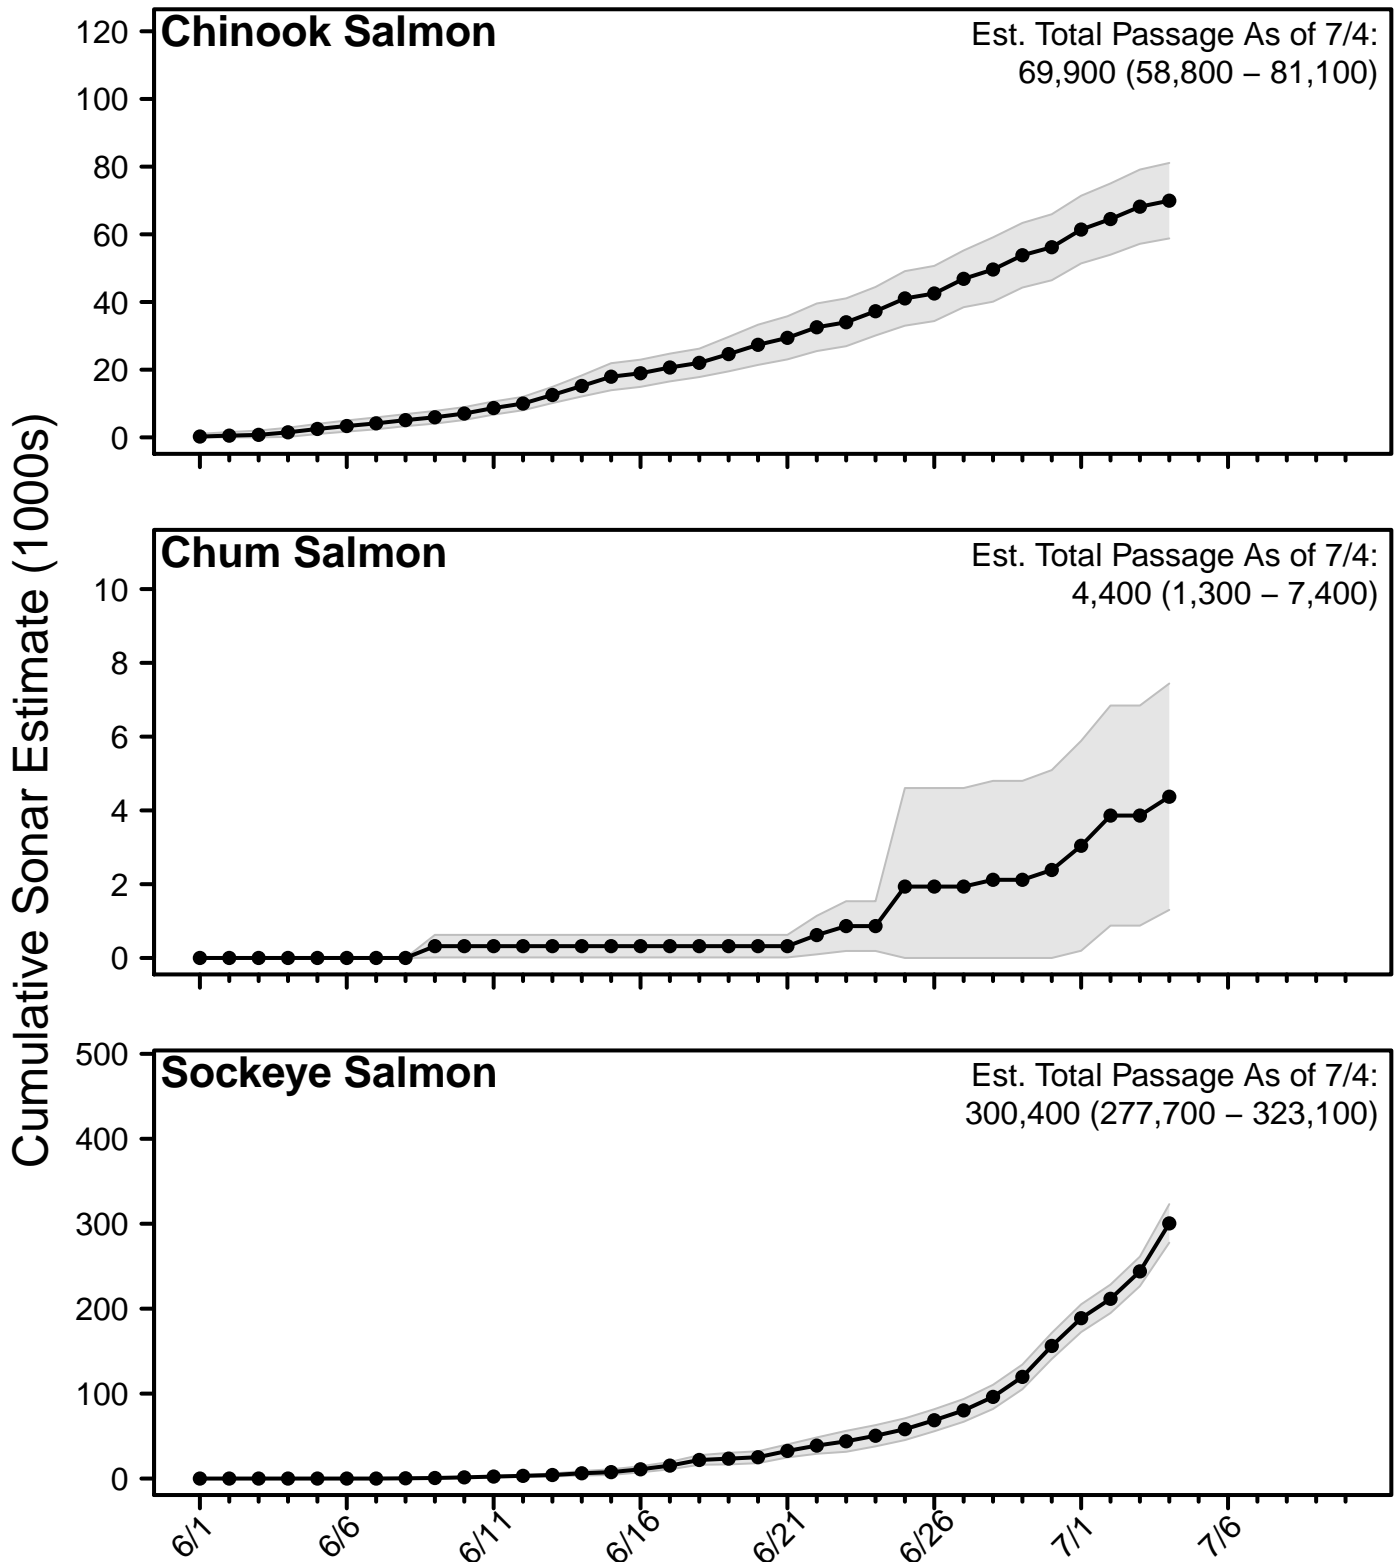 Cumulative Sonar Estimate (1000s)
Chinook Salmon
Est. Total Passage As of 7/4:
69,900 (58,800 – 81,100)
120
100
80
60
40
20
0
Chum Salmon
Est. Total Passage As of 7/4:
4,400 (1,300 – 7,400)
10
8
6
4
2
0
Sockeye Salmon
Est. Total Passage As of 7/4:
300,400 (277,700 – 323,100)
500
400
300
200
100
0
6/1 6/6 6/11 6/16 6/21 6/26 7/1 7/6